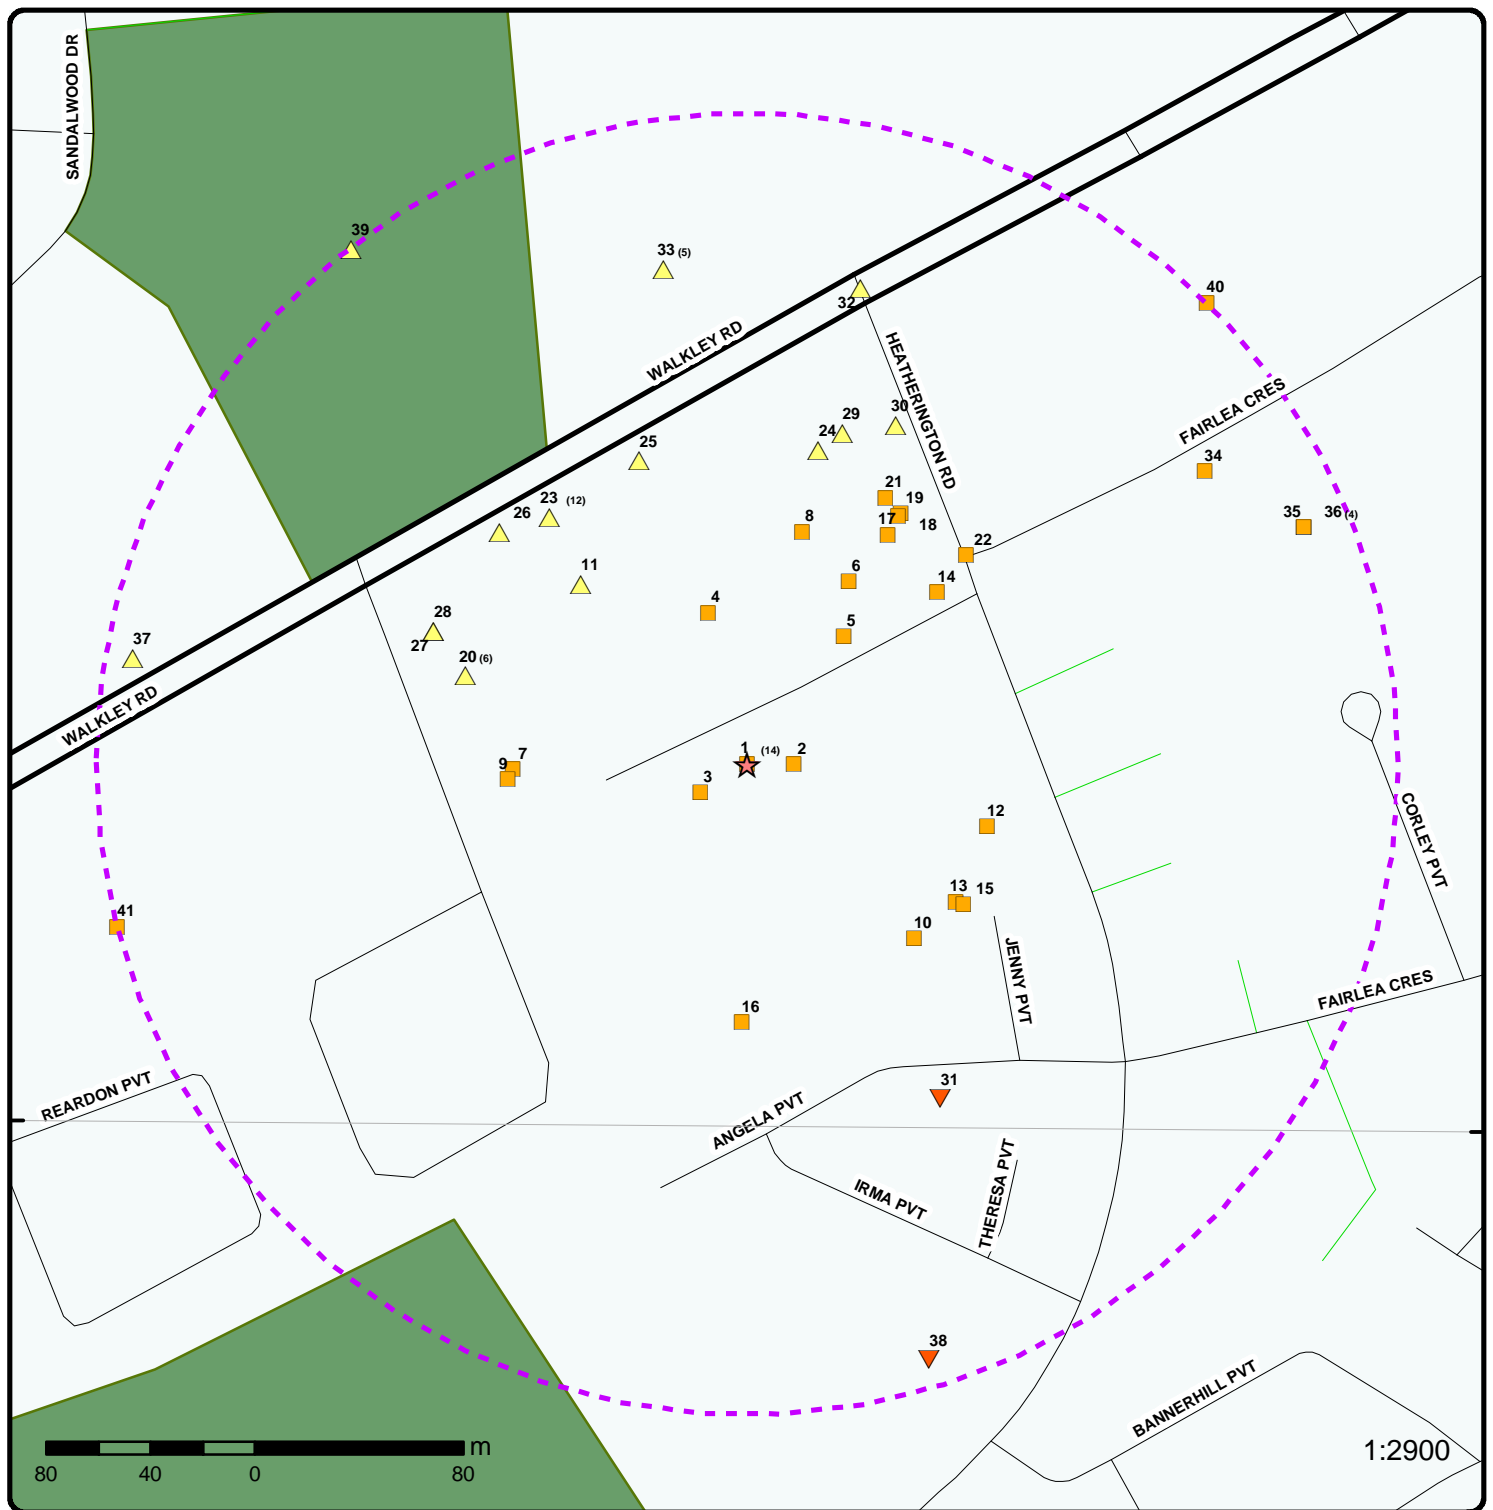 SANDALWOOD DR
39
33 (5)
40
32
WALKLEY RD
HEATHERINGTON RD
FAIRLEA CRES
30
29
24
25
34
21
19
23 (12)
26
8
17
18
35
36 (4)
22
11
6
14
4
28
5
27
37
20 (6)
WALKLEY RD
1 (14)
2
7
9
3
CORLEY PVT
12
13
15
41
10
JENNY PVT
FAIRLEA CRES
16
REARDON PVT
31
ANGELA PVT
THERESA PVT
IRMA PVT
38
BANNERHILL PVT
m
1:2900
80 40 0 80